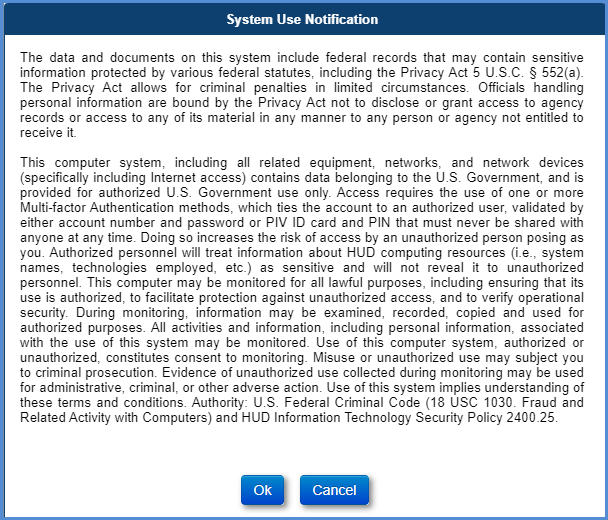 System Use Notification
The data and documents on this system include federal records that may contain sensitive
information protected by various federal statutes, including the Privacy Act 5 U.S.C. § 552(a).
The Privacy Act allows for criminal penalties in limited circumstances. Officials handling
personal information are bound by the Privacy Act not to disclose or grant access to agency
records or access to any of its material in any manner to any person or agency not entitled to
receive it.
This computer system, including all related equipment, networks, and network devices
(specifically including Internet access) contains data belonging to the U.S. Government, and is
provided for authorized U.S. Government use only. Access requires the use of one or more
Multi-factor Authentication methods, which ties the account to an authorized user, validated by
either account number and password or PIV ID card and PIN that must never be shared with
anyone at any time. Doing so increases the risk of access by an unauthorized person posing as
you. Authorized personnel will treat information about HUD computing resources (i.e., system
names, technologies employed, etc.) as sensitive and will not reveal it to unauthorized
personnel. This computer may be monitored for all lawful purposes, including ensuring that its
use is authorized, to facilitate protection against unauthorized access, and to verify operational
security. During monitoring, information may be examined, recorded, copied and used for
authorized purposes. All activities and information, including personal information, associated
with the use of this system may be monitored. Use of this computer system, authorized or
unauthorized, constitutes consent to monitoring. Misuse or unauthorized use may subject you
to criminal prosecution. Evidence of unauthorized use collected during monitoring may be used
for administrative, criminal, or other adverse action. Use of this system implies understanding of
these terms and conditions. Authority: U.S. Federal Criminal Code (18 USC 1030. Fraud and
Related Activity with Computers) and HUD Information Technology Security Policy 2400.25.
Ok Cancel